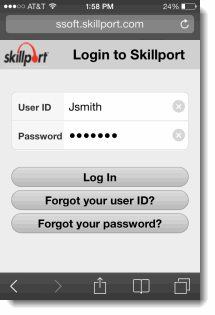 AT&T 1:58 PM 24%
ssoft.skillport.com
skillport Login to Skillport
User ID Jsmith
Password ●●●●●●●
Log In
Forgot your user ID?
Forgot your password?